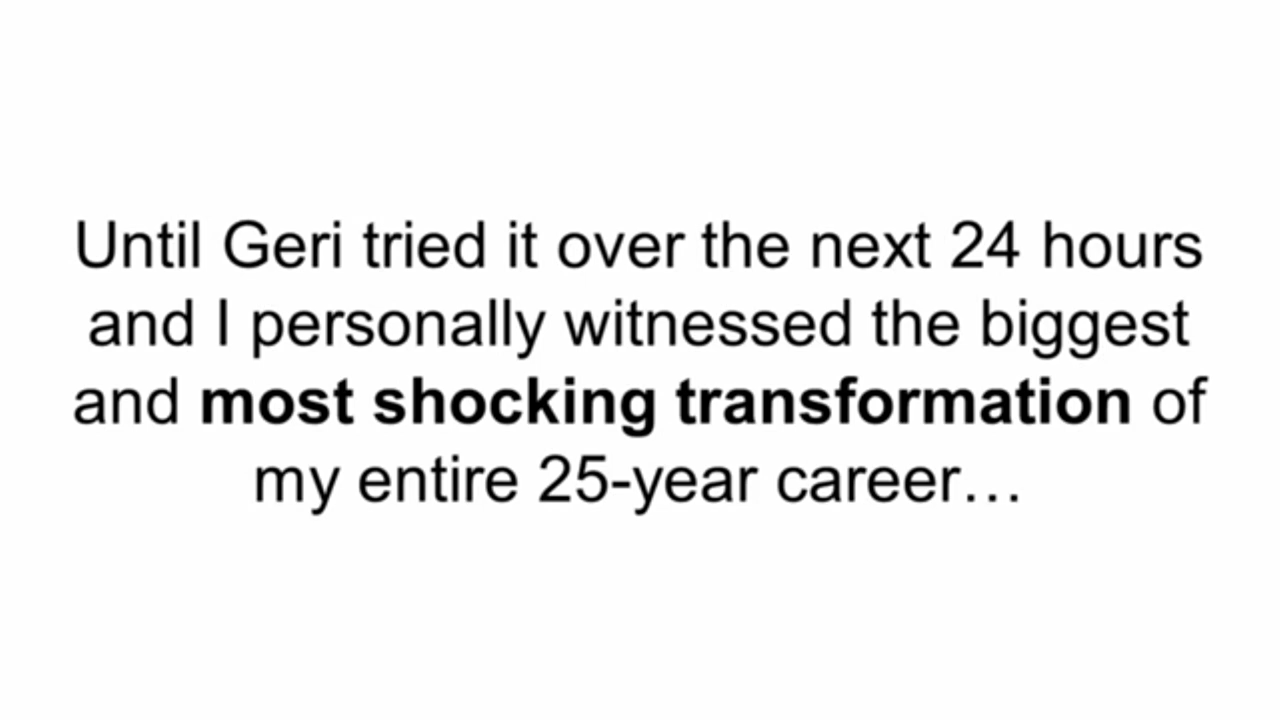 Until Geri tried it over the next 24 hours
and I personally witnessed the biggest
and most shocking transformation of
my entire 25-year career…